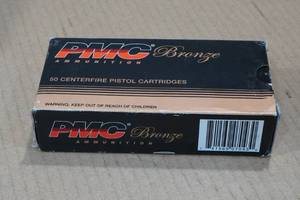 PMC Bronze
AMMUNITION
50 CENTERFIRE PISTOL CARTRIDGES
WARNING: KEEP OUT OF REACH OF CHILDREN
PMC Bronze
AMMUNITION